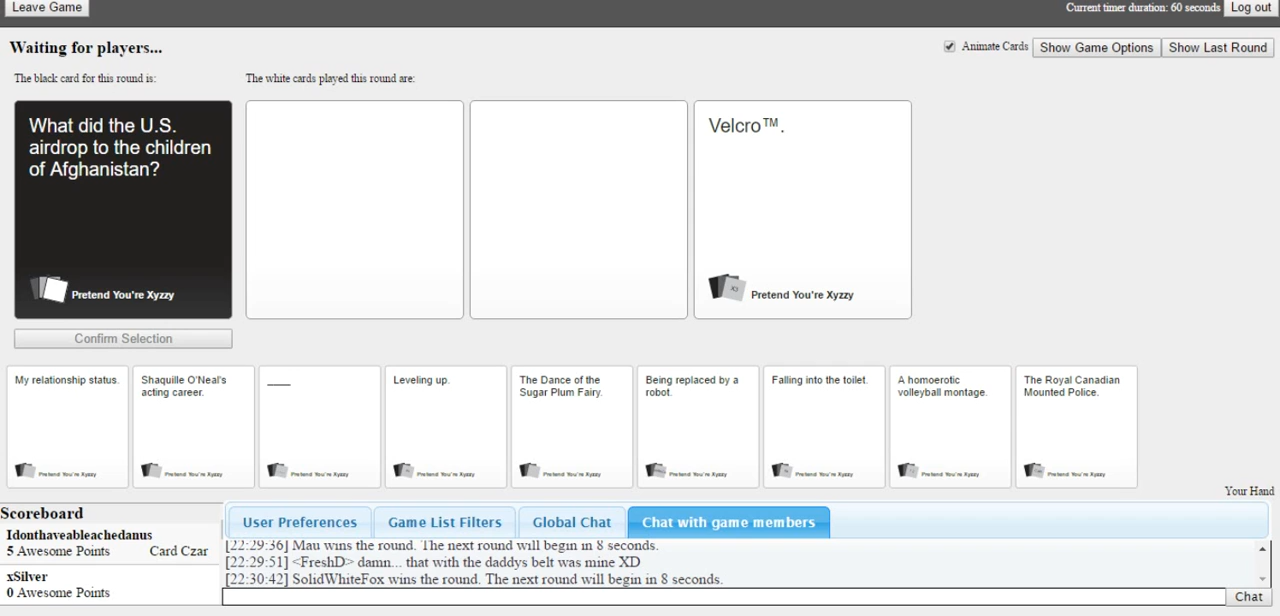 Leave Game
Current timer duration: 60 seconds
Log out
Waiting for players...
Animate Cards
Show Game Options
Show Last Round
The black card for this round is:
The white cards played this round are:
What did the U.S.
airdrop to the children
of Afghanistan?
Pretend You're Xyzzy
Velcro™.
Pretend You're Xyzzy
Confirm Selection
My relationship status.
Pretend You're Xyzzy
Shaquille O'Neal's
acting career.
Pretend You're Xyzzy
____
Pretend You're Xyzzy
Leveling up.
Pretend You're Xyzzy
The Dance of the
Sugar Plum Fairy.
Pretend You're Xyzzy
Being replaced by a
robot.
Pretend You're Xyzzy
Falling into the toilet.
Pretend You're Xyzzy
A homoerotic
volleyball montage.
Pretend You're Xyzzy
The Royal Canadian
Mounted Police.
Pretend You're Xyzzy
Your Hand
Scoreboard
Idonthaveableachedanus
5 Awesome Points
Card Czar
xSilver
0 Awesome Points
User Preferences
Game List Filters
Global Chat
Chat with game members
[22:29:36] Mau wins the round. The next round will begin in 8 seconds.
[22:29:51] <FreshD> damn... that with the daddys belt was mine XD
[22:30:42] SolidWhiteFox wins the round. The next round will begin in 8 seconds.
Chat